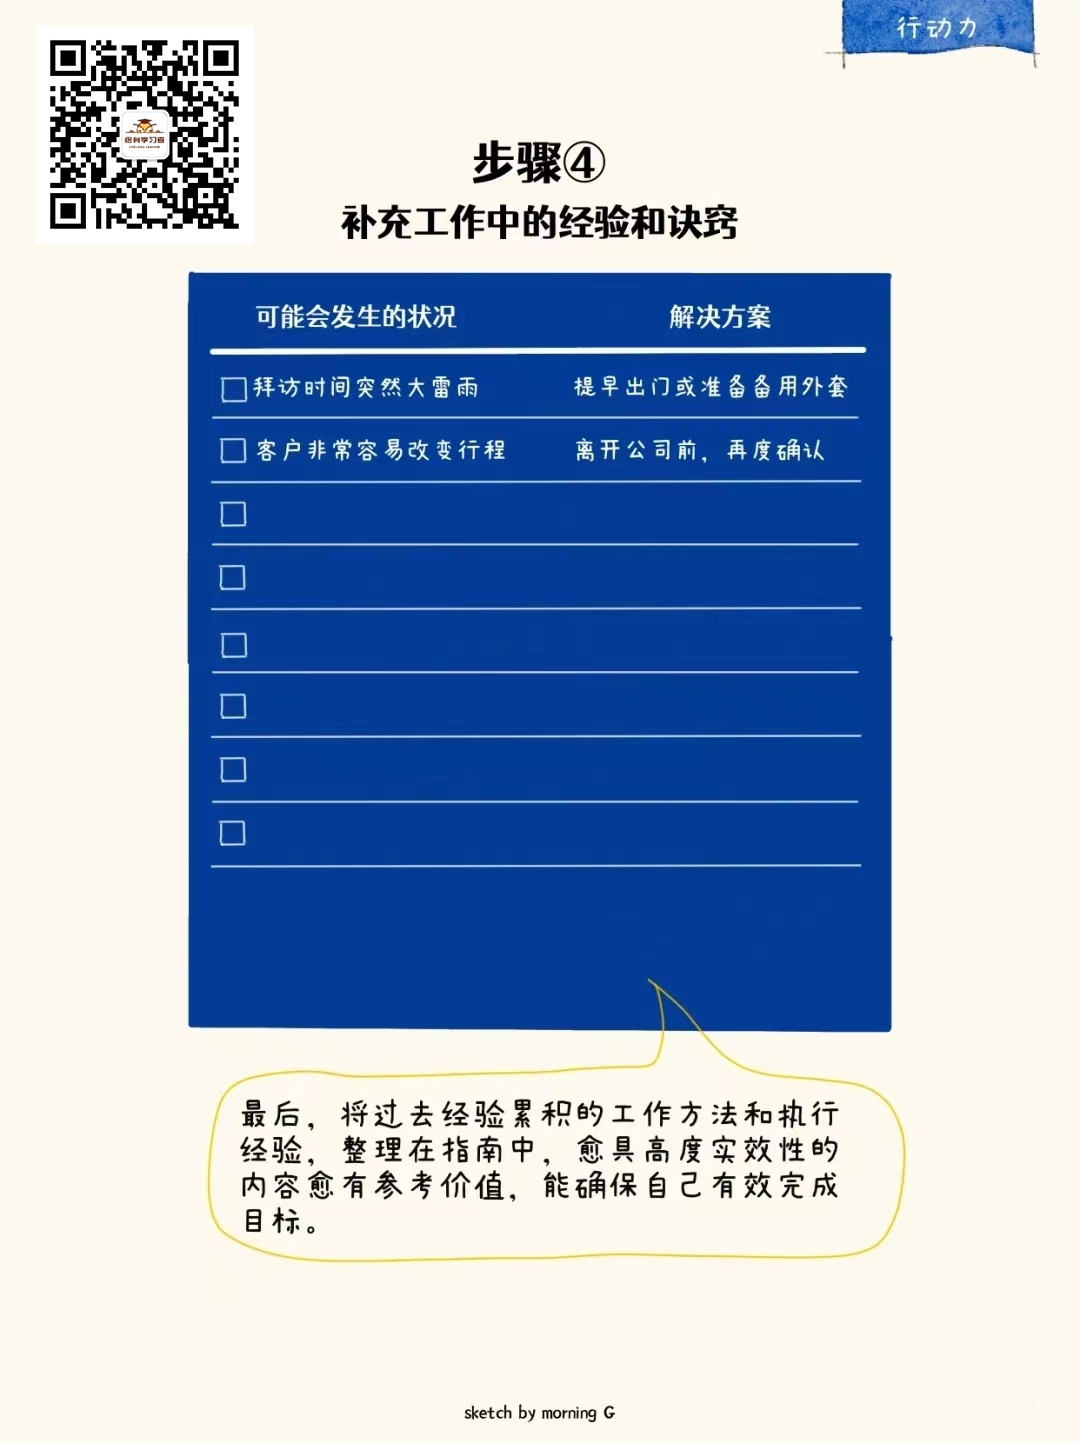 行动力
终身学习者
步骤④
补充工作中的经验和诀窍
可能会发生的状况 解决方案
拜访时间突然大雷雨 提早出门或准备备用外套
客户非常容易改变行程 离开公司前，再度确认
最后，将过去经验累积的工作方法和执行
经验，整理在指南中，愈具高度实效性的
内容愈有参考价值，能确保自己有效完成
目标。
sketch by morning G